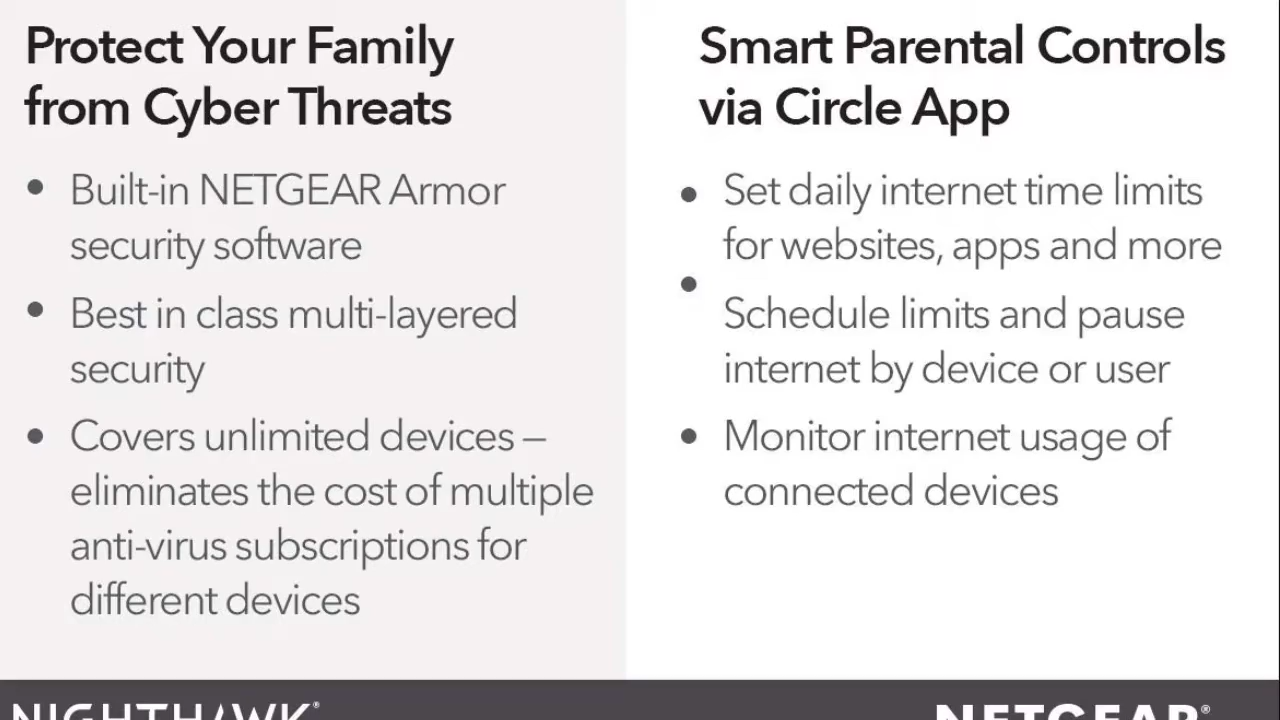 Protect Your Family
from Cyber Threats
• Built-in NETGEAR Armor
security software
• Best in class multi-layered
security
• Covers unlimited devices –
eliminates the cost of multiple
anti-virus subscriptions for
different devices
Smart Parental Controls
via Circle App
• Set daily internet time limits
for websites, apps and more
• Schedule limits and pause
internet by device or user
• Monitor internet usage of
connected devices
NIGHTHAWK®
NETGEAR®